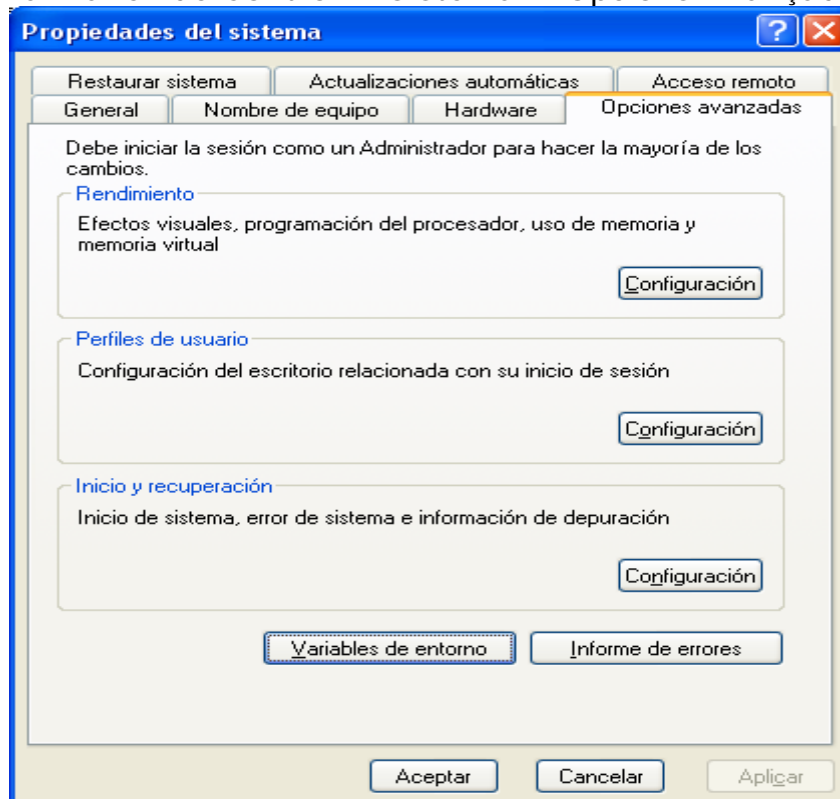 Propiedades del sistema
Restaurar sistema
Actualizaciones automáticas
Acceso remoto
General
Nombre de equipo
Hardware
Opciones avanzadas
Debe iniciar la sesión como un Administrador para hacer la mayoría de los
cambios.
Rendimiento
Efectos visuales, programación del procesador, uso de memoria y
memoria virtual
Configuración
Perfiles de usuario
Configuración del escritorio relacionada con su inicio de sesión
Configuración
Inicio y recuperación
Inicio de sistema, error de sistema e información de depuración
Configuración
Variables de entorno
Informe de errores
Aceptar
Cancelar
Aplicar